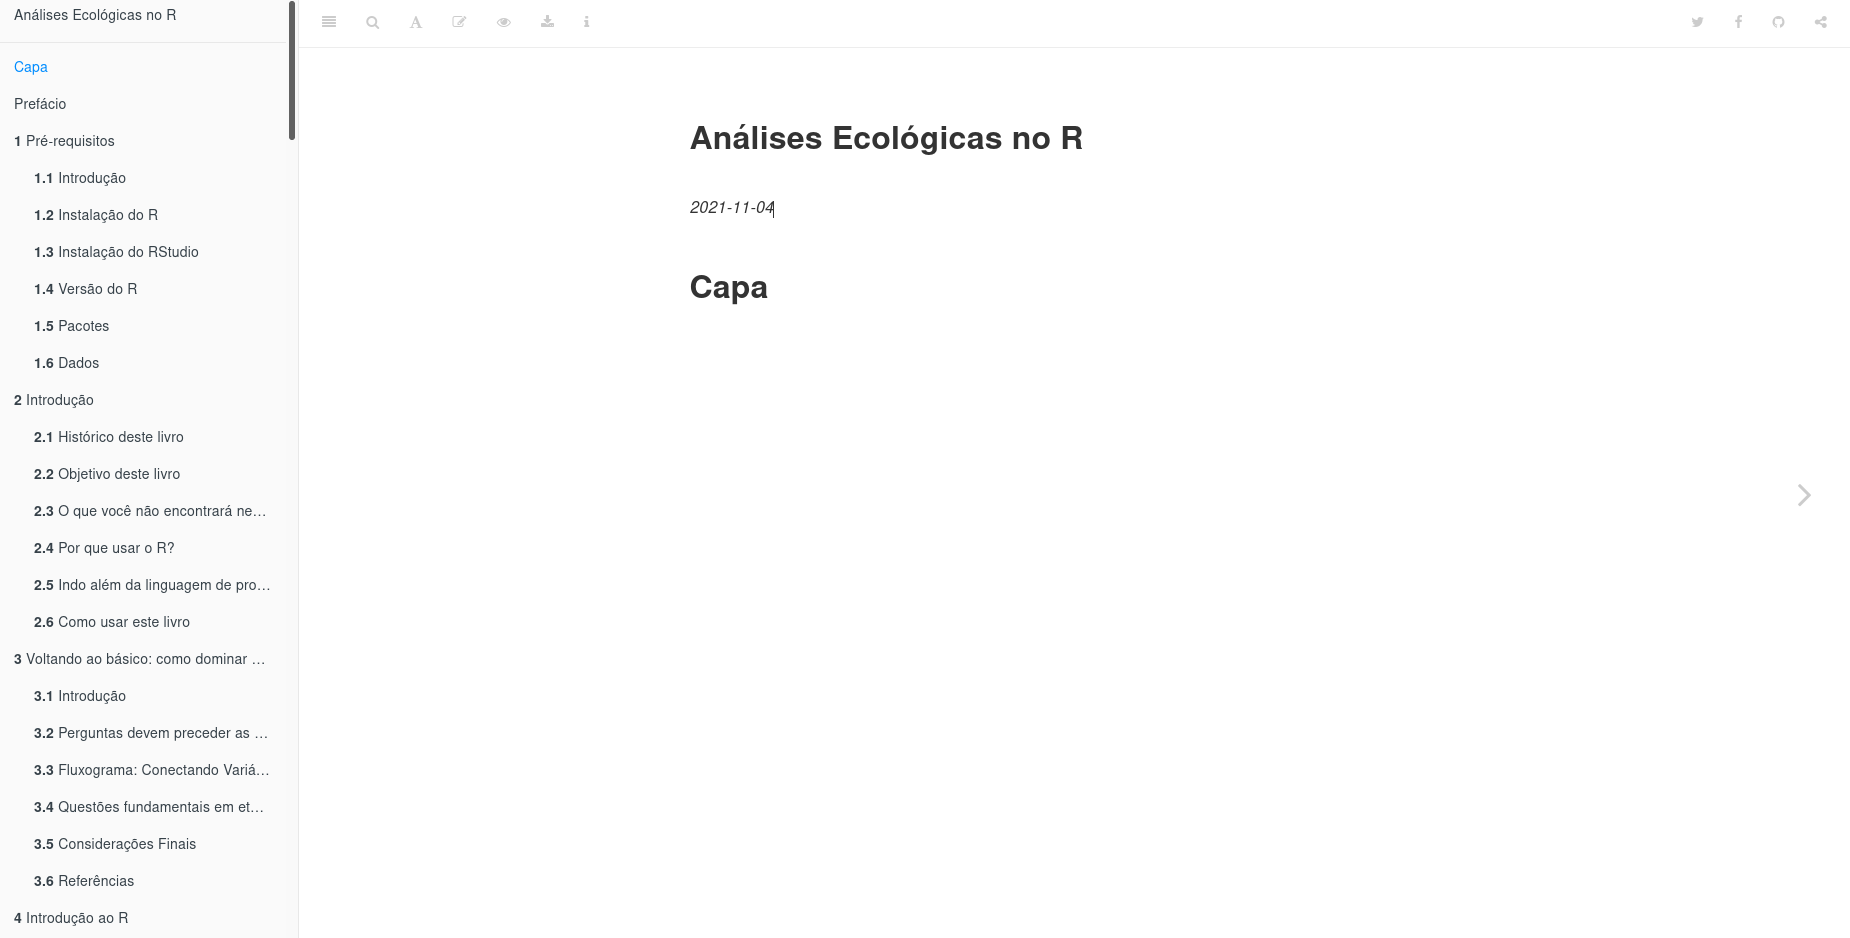 Análises Ecológicas no R
Capa
Prefácio
1 Pré-requisitos
1.1 Introdução
1.2 Instalação do R
1.3 Instalação do RStudio
1.4 Versão do R
1.5 Pacotes
1.6 Dados
2 Introdução
2.1 Histórico deste livro
2.2 Objetivo deste livro
2.3 O que você não encontrará ne…
2.4 Por que usar o R?
2.5 Indo além da linguagem de pro…
2.6 Como usar este livro
3 Voltando ao básico: como dominar …
3.1 Introdução
3.2 Perguntas devem preceder as …
3.3 Fluxograma: Conectando Variá…
3.4 Questões fundamentais em et…
3.5 Considerações Finais
3.6 Referências
4 Introdução ao R
Análises Ecológicas no R
2021-11-04
Capa